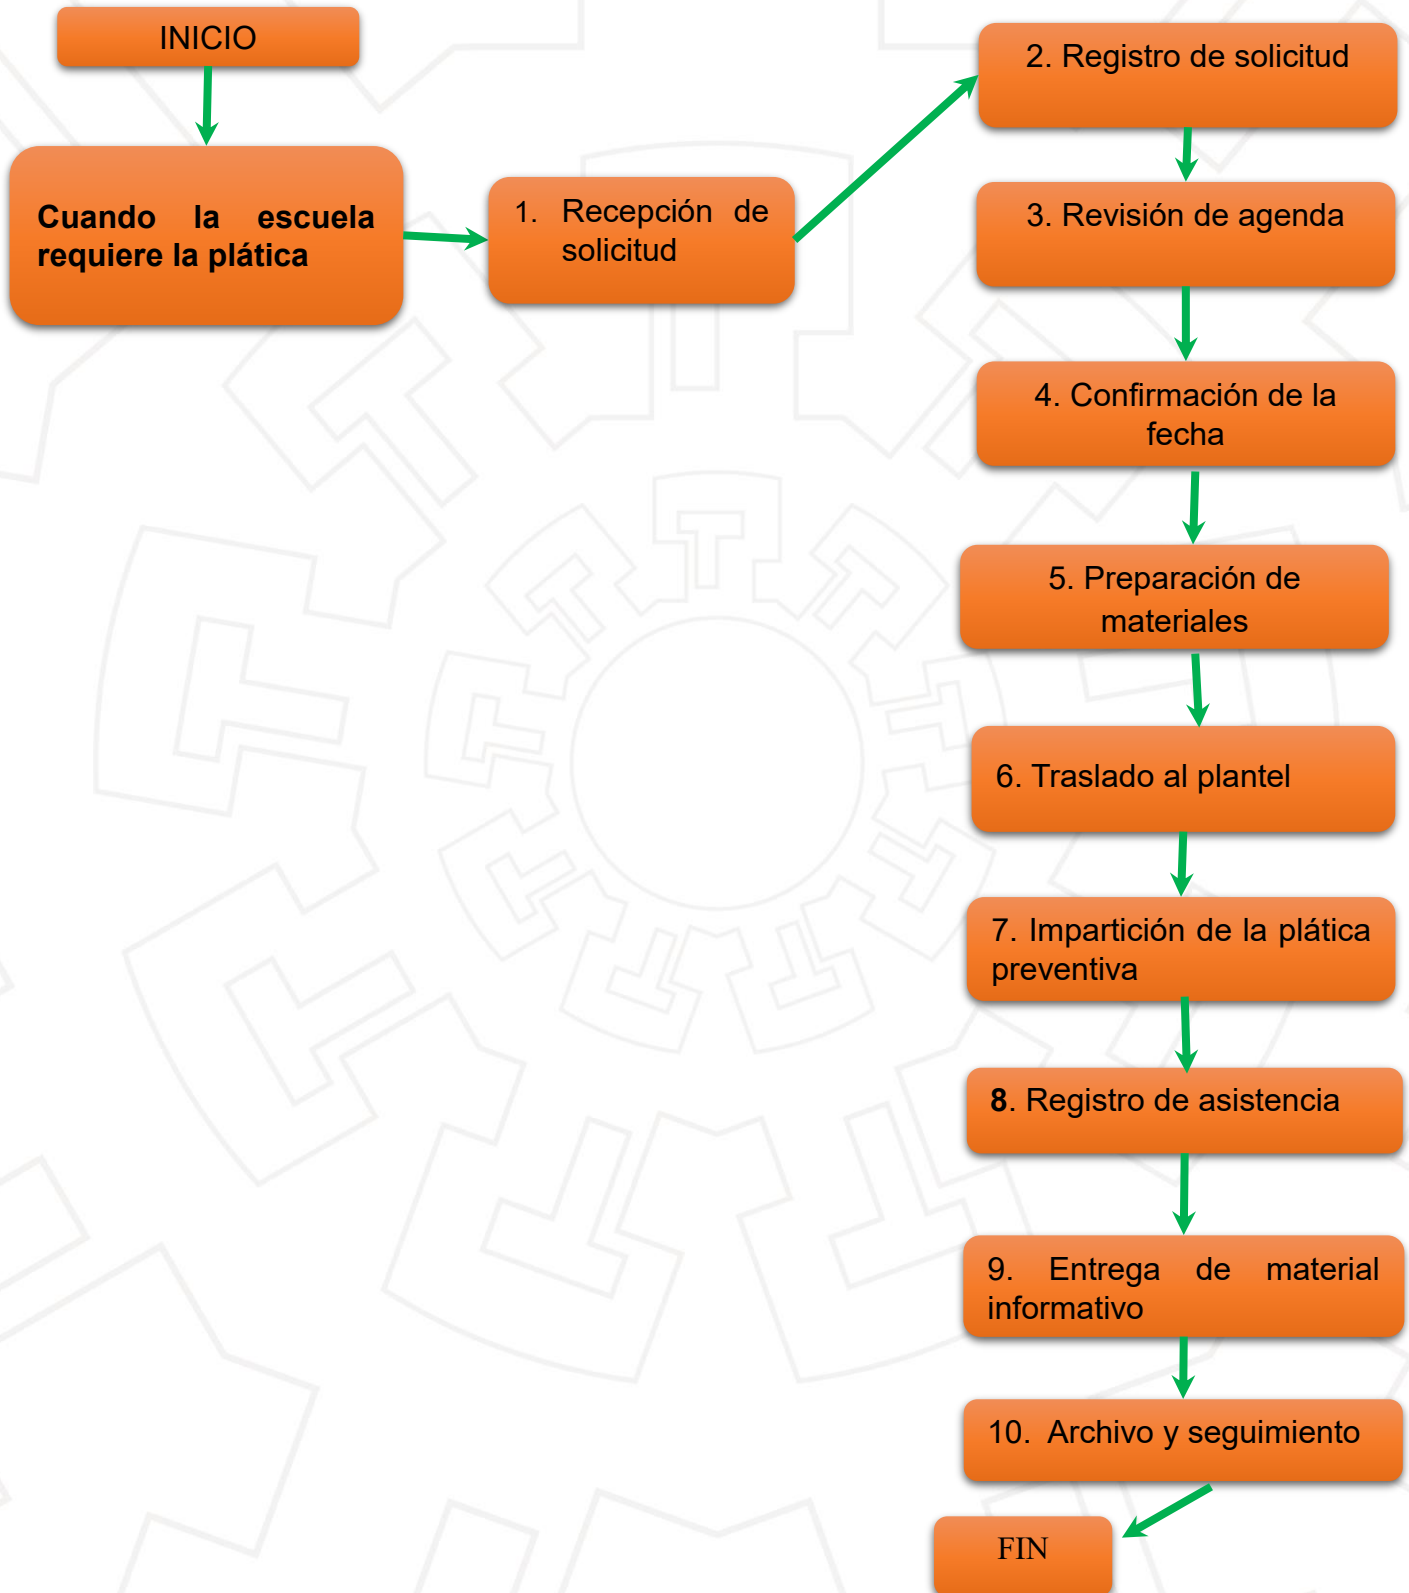 INICIO
Cuando la escuela
requiere la plática
1. Recepción de
solicitud
2. Registro de solicitud
3. Revisión de agenda
4. Confirmación de la
fecha
5. Preparación de
materiales
6. Traslado al plantel
7. Impartición de la plática
preventiva
8. Registro de asistencia
9. Entrega de material
informativo
10. Archivo y seguimiento
FIN